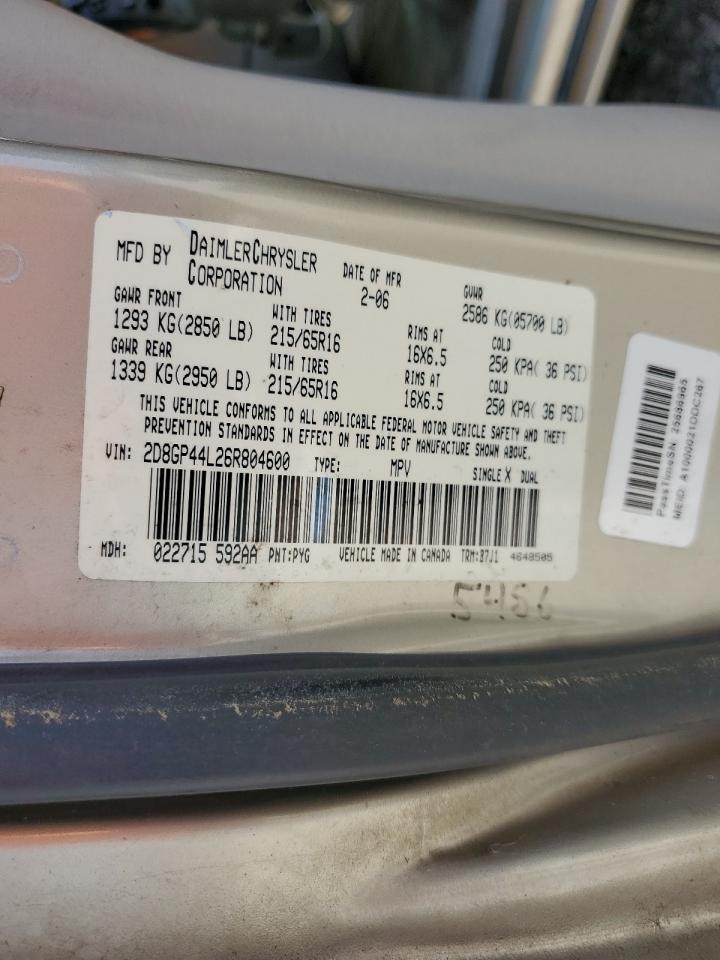 MFD BY DAIMLERCHRYSLER CORPORATION
DATE OF MFR 2-06
GVWR 2586 KG(05700 LB)
GAWR FRONT WITH TIRES RIMS AT COLD
1293 KG(2850 LB) 215/65R16 16X6.5 250 KPA( 36 PSI)
GAWR REAR WITH TIRES RIMS AT COLD
1339 KG(2950 LB) 215/65R16 16X6.5 250 KPA( 36 PSI)
THIS VEHICLE CONFORMS TO ALL APPLICABLE FEDERAL MOTOR VEHICLE SAFETY AND THEFT
PREVENTION STANDARDS IN EFFECT ON THE DATE OF MANUFACTURE SHOWN ABOVE.
VIN: 2D8GP44L26R804600 TYPE: MPV SINGLE X DUAL
MDH: 022715 592AA PNT:PYG VEHICLE MADE IN CANADA TRM:B7J1 4648505
PassTimeSN:
MEID: A1000021DDC287